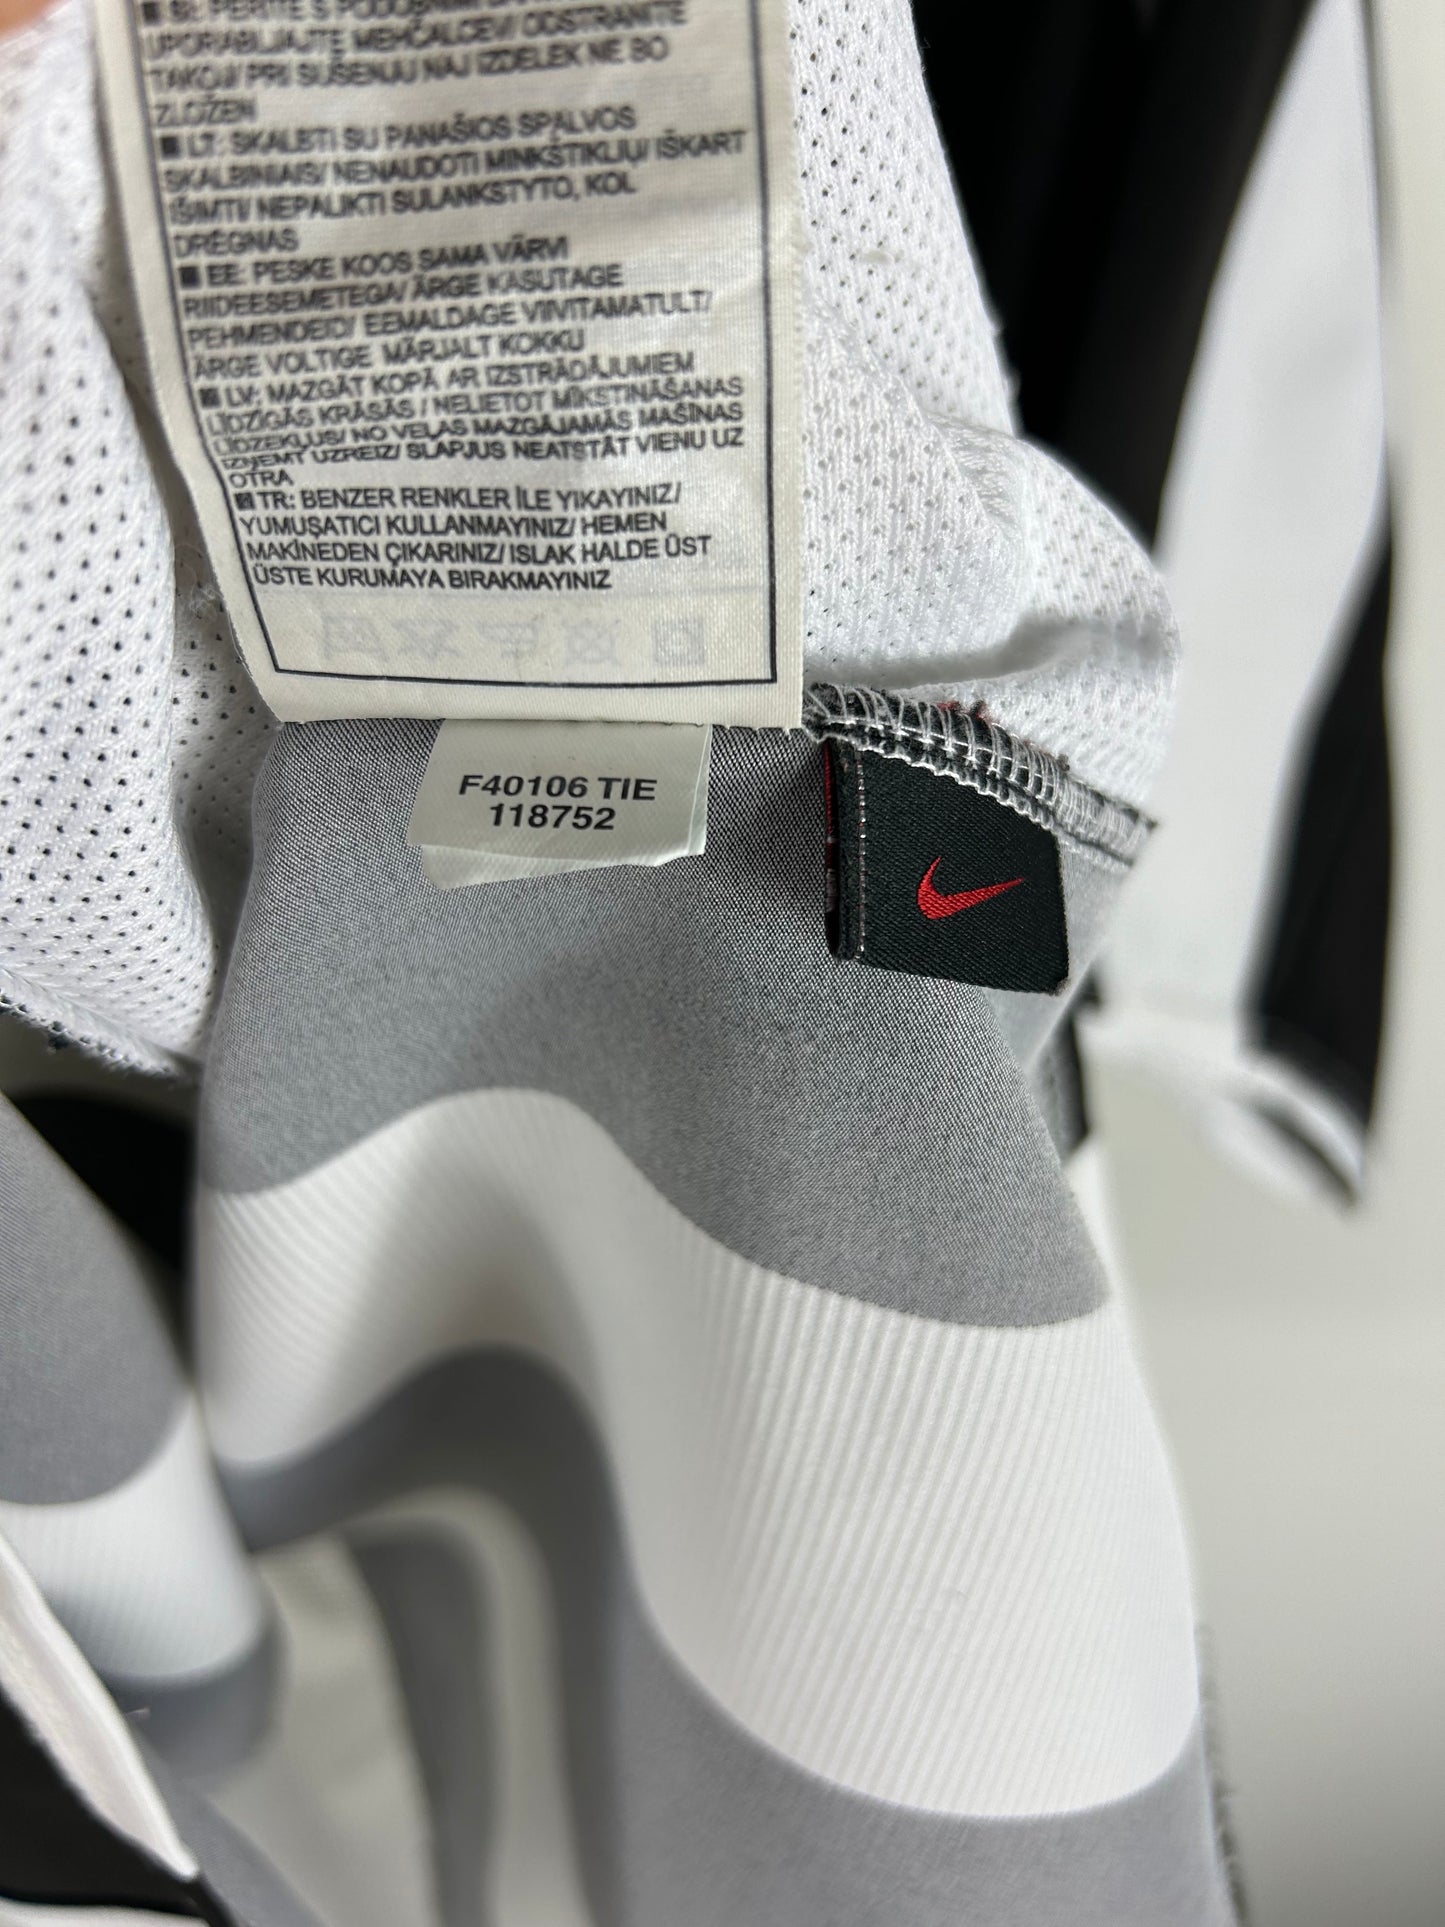 SI: PERITE S PODOBNIMI
UPORABLJAJTE MEHČALCEV/ ODSTRANITE
TAKOJ/ PRI SUŠENJU NAJ IZDELEK NE BO
ZLOŽEN
LT: SKALBTI SU PANAŠIOS SPALVOS
SKALBINIAIS/ NENAUDOTI MINKŠTIKLIŲ/ IŠKART
IŠIMTI/ NEPALIKTI SULANKSTYTO, KOL
DRĖGNAS
EE: PESKE KOOS SAMA VÄRVI
RIIDEESEMETEGA/ ÄRGE KASUTAGE
PEHMENDEID/ EEMALDAGE VIIVITAMATULT/
ÄRGE VOLTIGE MÄRJALT KOKKU
LV: MAZGĀT KOPĀ AR IZSTRĀDĀJUMIEM
LĪDZĪGĀS KRĀSĀS / NELIETOT MĪKSTINĀŠANAS
LĪDZEKĻUS/ NO VEĻAS MAZGĀJAMĀS MAŠĪNAS
IZŅEMT UZREIZ/ SLAPJUS NEATSTĀT VIENU UZ
OTRA
TR: BENZER RENKLER İLE YIKAYINIZ/
YUMUŞATICI KULLANMAYINIZ/ HEMEN
MAKİNEDEN ÇIKARINIZ/ ISLAK HALDE ÜST
ÜSTE KURUMAYA BIRAKMAYINIZ
F40106 TIE
118752